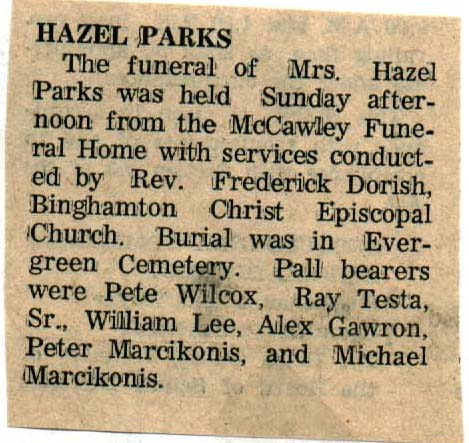 HAZEL PARKS
The funeral of Mrs. Hazel
Parks was held Sunday after-
noon from the McCawley Fune-
ral Home with services conduct-
ed by Rev. Frederick Dorish,
Binghamton Christ Episcopal
Church. Burial was in Ever-
green Cemetery. Pall bearers
were Pete Wilcox, Ray Testa,
Sr., William Lee, Alex Gawron,
Peter Marcikonis, and Michael
Marcikonis.